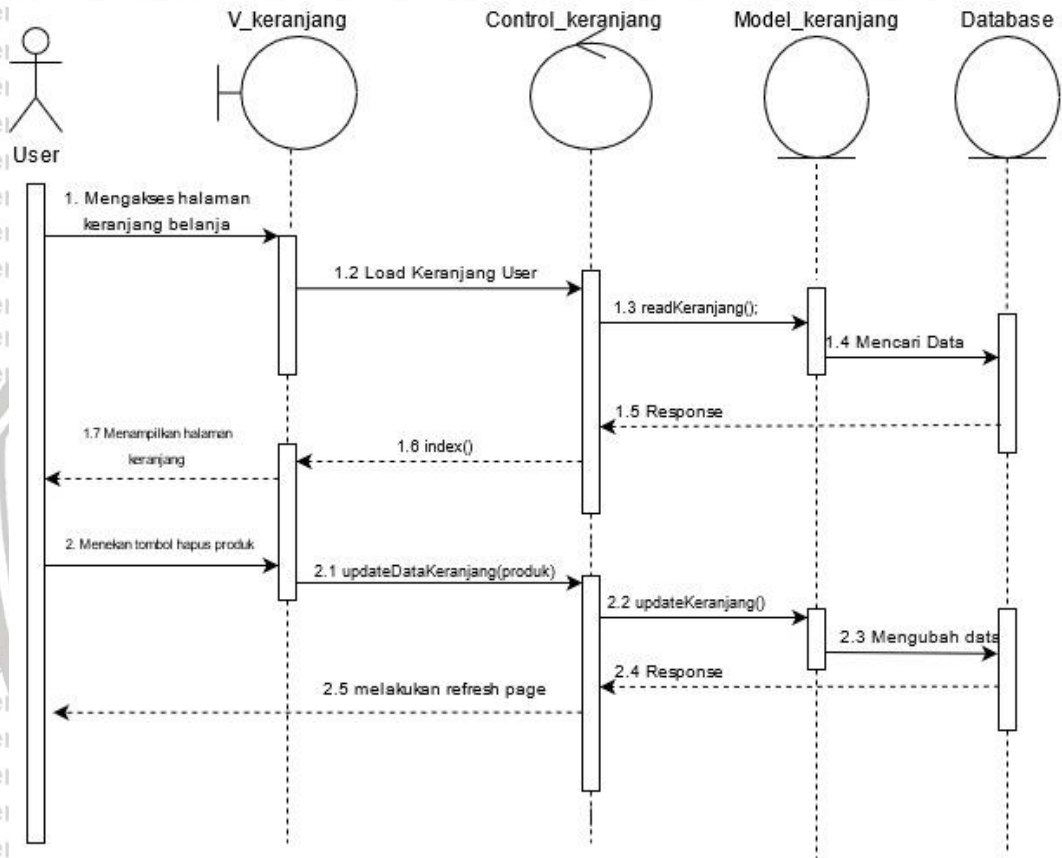 V_keranjang
Control_keranjang
Model_keranjang
Database
User
1. Mengakses halaman
keranjang belanja
1.2 Load Keranjang User
1.3 readKeranjang();
1.4 Mencari Data
1.5 Response
1.6 index()
1.7 Menampilkan halaman
keranjang
2. Menekan tombol hapus produk
2.1 updateDataKeranjang(produk)
2.2 updateKeranjang()
2.3 Mengubah data
2.4 Response
2.5 melakukan refresh page